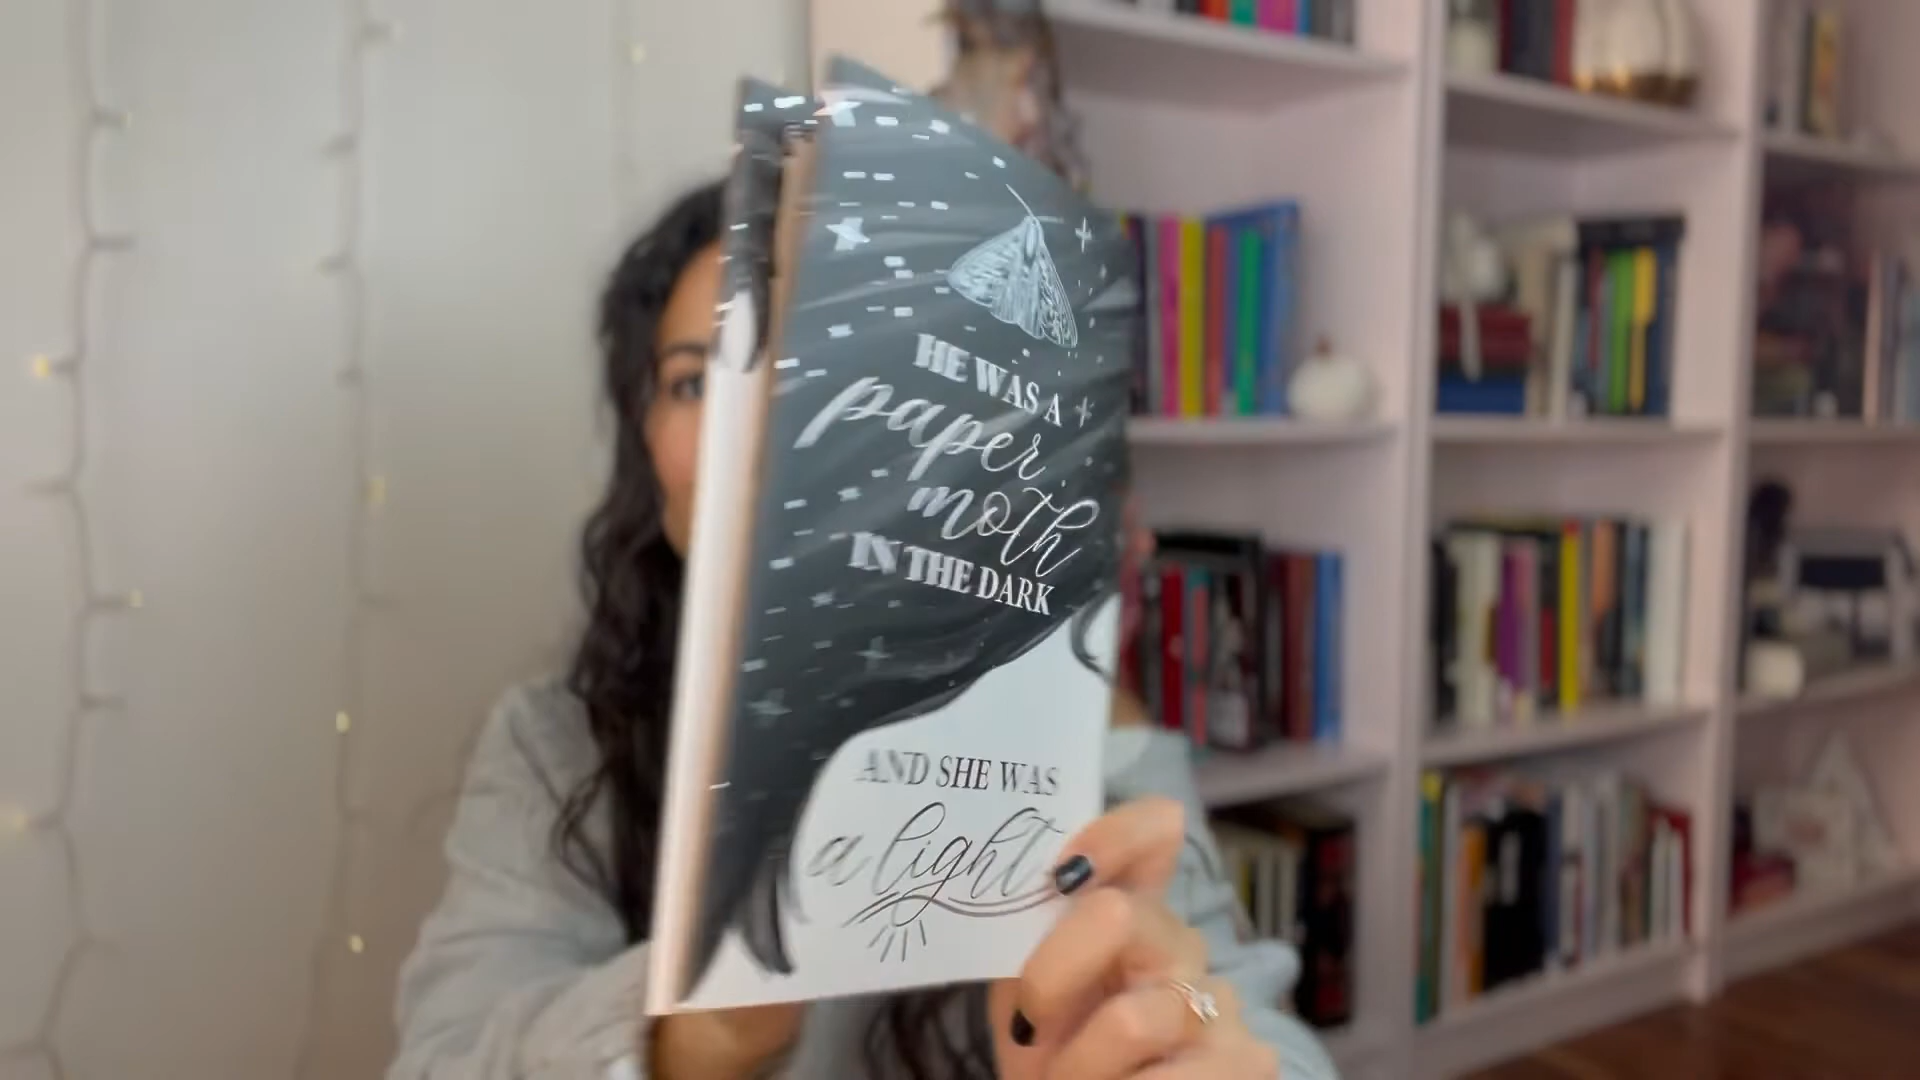 HE WAS A
paper
moth
IN THE DARK
AND SHE WAS
a light